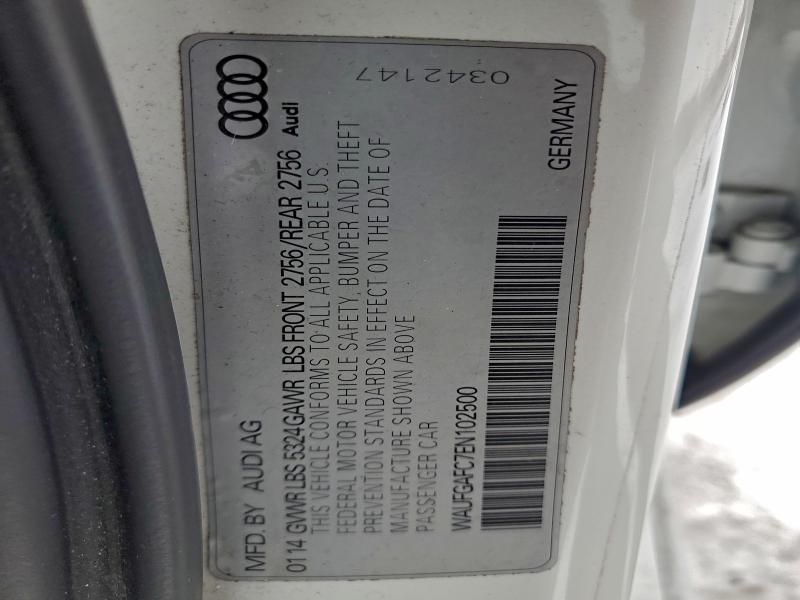 MFD. BY AUDI AG
0114 GVWR LBS 5324 GAWR LBS FRONT 2756/REAR 2756 Audi
THIS VEHICLE CONFORMS TO ALL APPLICABLE U.S.
FEDERAL MOTOR VEHICLE SAFETY, BUMPER AND THEFT
PREVENTION STANDARDS IN EFFECT ON THE DATE OF
MANUFACTURE SHOWN ABOVE
PASSENGER CAR
0342147
WAUFGAFC7EN102500
GERMANY